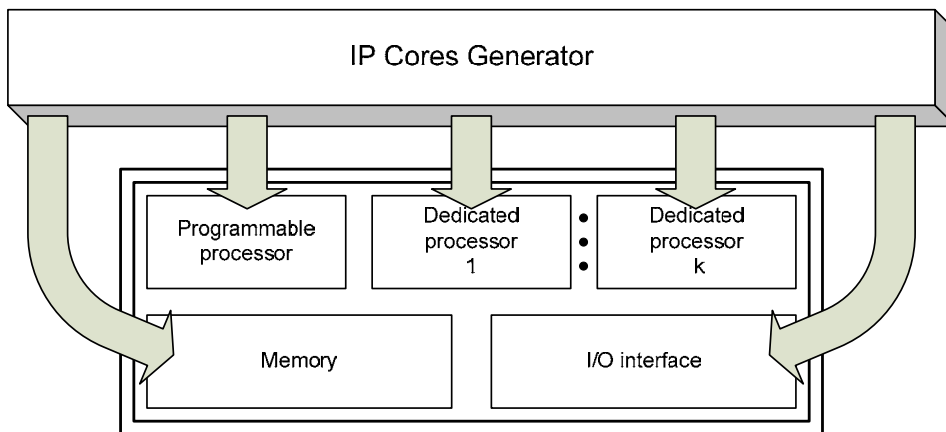 IP Cores Generator
Programmable
processor
Dedicated
processor
1
Dedicated
processor
k
Memory
I/O interface